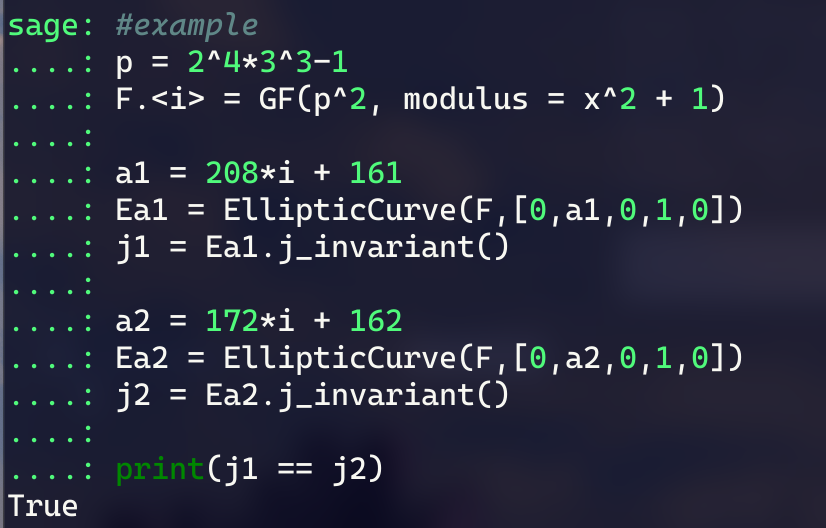 sage: #example
....: p = 2^4*3^3-1
....: F.<i> = GF(p^2, modulus = x^2 + 1)
....:
....: a1 = 208*i + 161
....: Ea1 = EllipticCurve(F,[0,a1,0,1,0])
....: j1 = Ea1.j_invariant()
....:
....: a2 = 172*i + 162
....: Ea2 = EllipticCurve(F,[0,a2,0,1,0])
....: j2 = Ea2.j_invariant()
....:
....: print(j1 == j2)
True